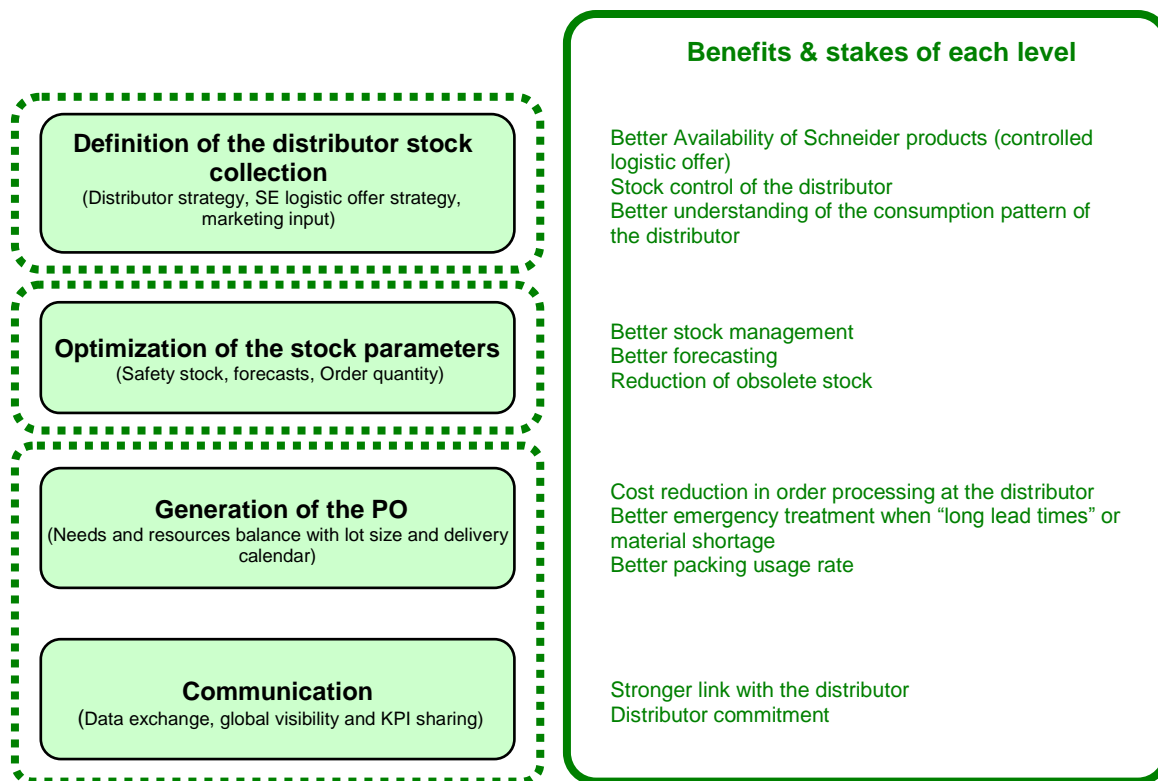 Benefits & stakes of each level
Definition of the distributor stock
collection
(Distributor strategy, SE logistic offer strategy,
marketing input)
Better Availability of Schneider products (controlled
logistic offer)
Stock control of the distributor
Better understanding of the consumption pattern of
the distributor
Optimization of the stock parameters
(Safety stock, forecasts, Order quantity)
Better stock management
Better forecasting
Reduction of obsolete stock
Generation of the PO
(Needs and resources balance with lot size and delivery
calendar)
Cost reduction in order processing at the distributor
Better emergency treatment when “long lead times” or
material shortage
Better packing usage rate
Communication
(Data exchange, global visibility and KPI sharing)
Stronger link with the distributor
Distributor commitment